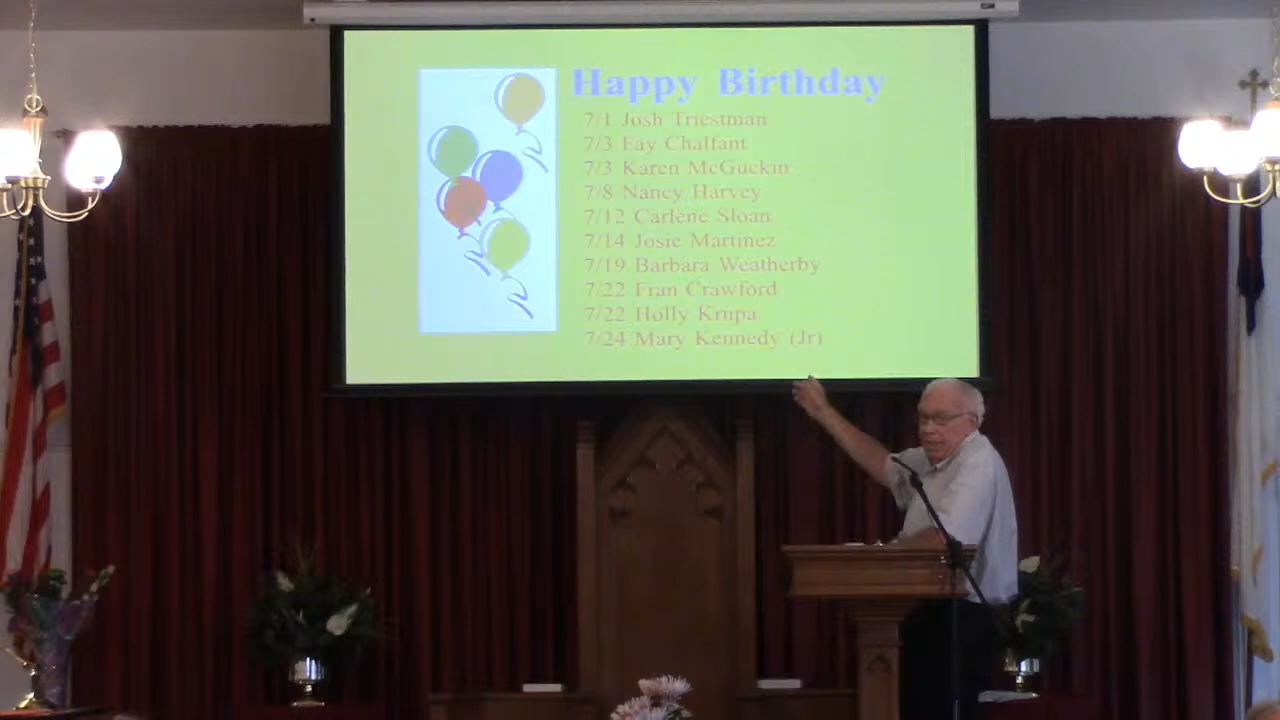 Happy Birthday
7/1 Josh Triestman
7/3 Fay Chalfant
7/3 Karen McGuckin
7/8 Nancy Harvey
7/12 Carlene Sloan
7/14 Josie Martinez
7/19 Barbara Weatherby
7/22 Fran Crawford
7/22 Holly Krupa
7/24 Mary Kennedy (Jr)